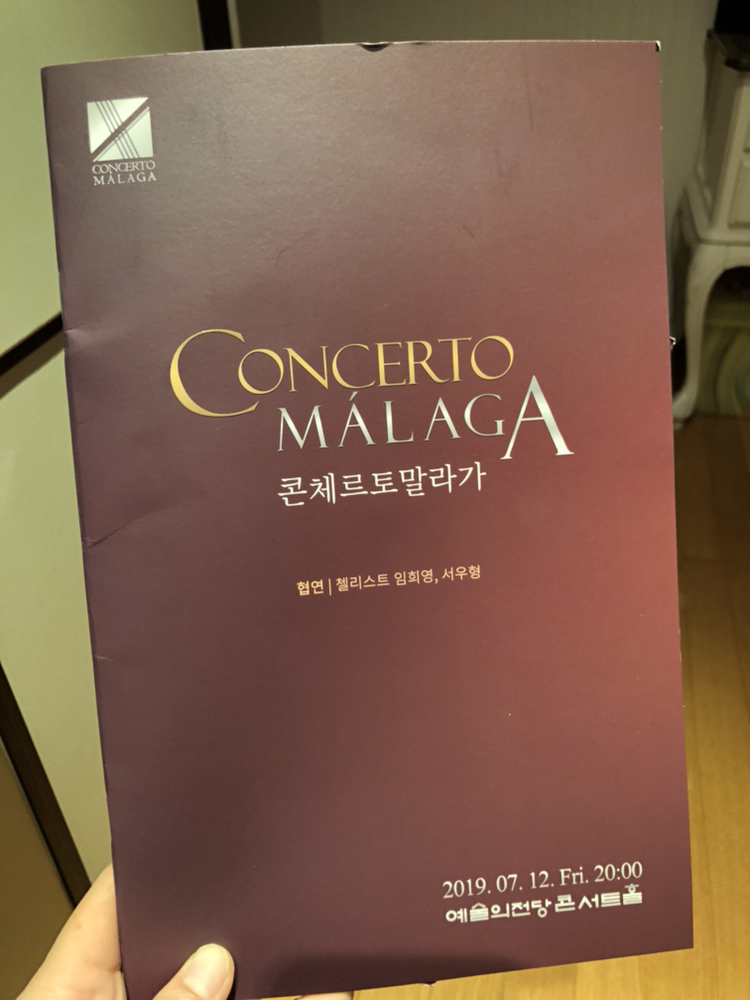 CONCERTO
MÁLAGA
CONCERTO
MÁLAGA
콘체르토말라가
협연 | 첼리스트 임희영, 서우형
2019. 07. 12. Fri. 20:00
예술의전당 콘서트홀